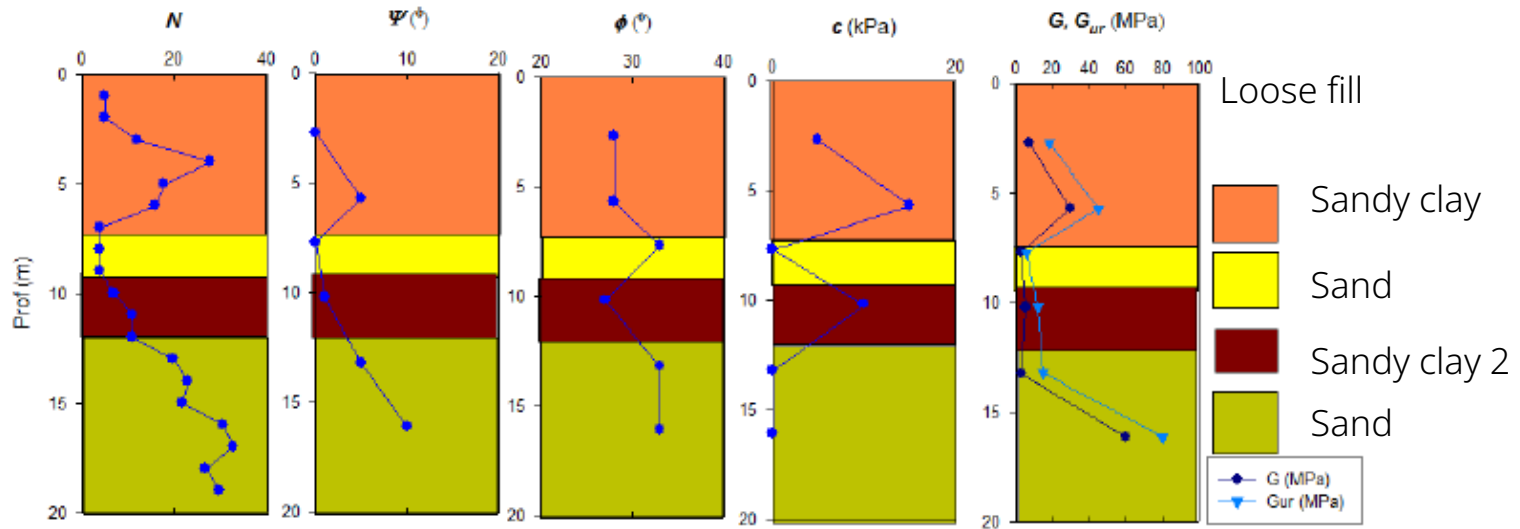 N
Ψ (°)
ϕ (°)
c (kPa)
G, Gur (MPa)
0 20 40
0 10 20
20 30 40
0 20
0 20 40 60 80 100
Prof (m)
0
5
10
15
20
0
5
10
15
20
0
5
10
15
20
0
5
10
15
20
0
5
10
15
20
Loose fill
Sandy clay
Sand
Sandy clay 2
Sand
G (MPa)
Gur (MPa)